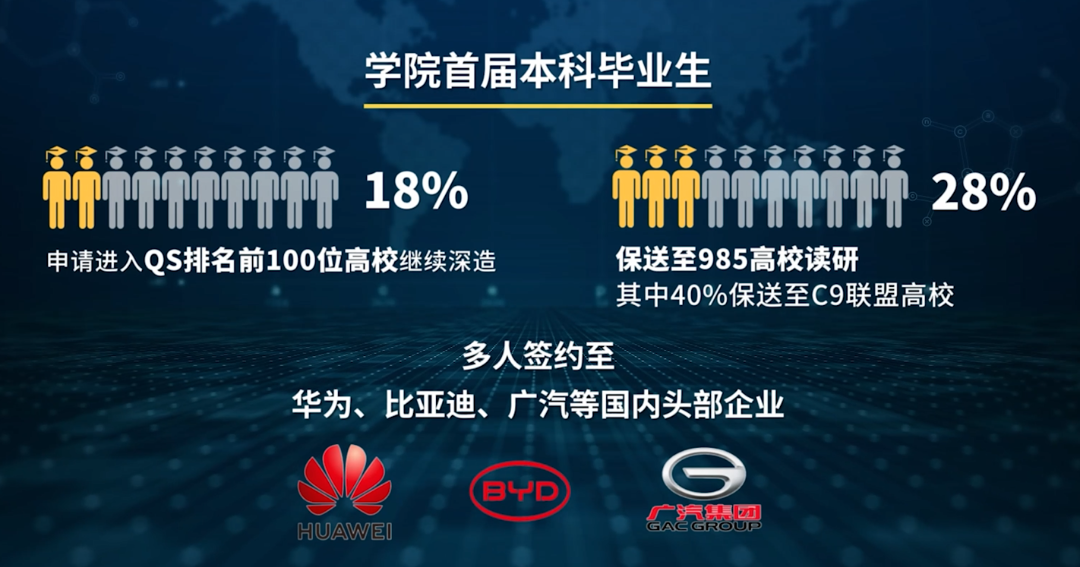 学院首届本科毕业生
18%
申请进入QS排名前100位高校继续深造
28%
保送至985高校读研
其中40%保送至C9联盟高校
多人签约至
华为、比亚迪、广汽等国内头部企业
HUAWEI
BYD
广汽集团
GAC GROUP